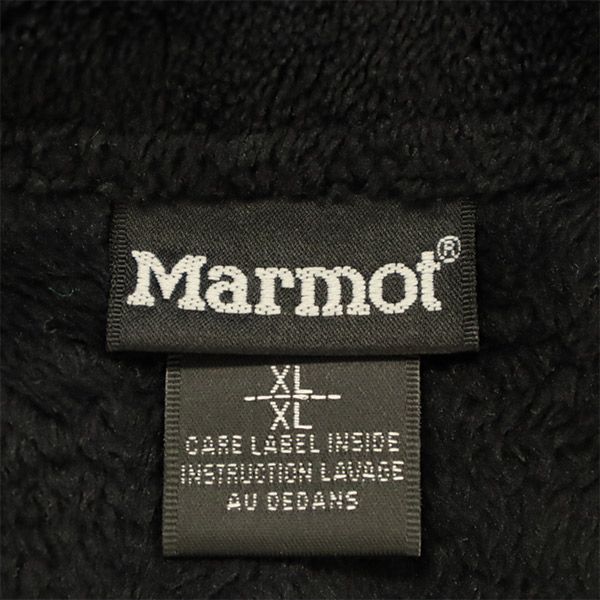 Marmot®
XL
XL
CARE LABEL INSIDE
INSTRUCTION LAVAGE
AU DEDANS